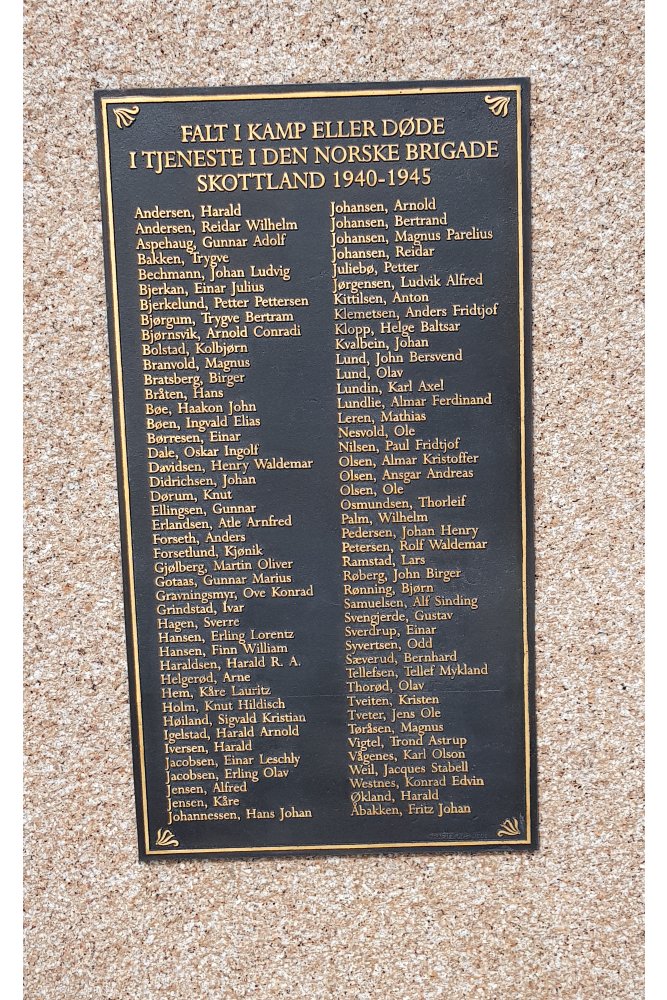 FALT I KAMP ELLER DØDE
I TJENESTE I DEN NORSKE BRIGADE
SKOTTLAND 1940-1945
Andersen, Harald
Andersen, Reidar Wilhelm
Aspehaug, Gunnar Adolf
Bakken, Trygve
Bechmann, Johan Ludvig
Bjerkan, Einar Julius
Bjerkelund, Petter Pettersen
Bjørgum, Trygve Bertram
Bjørnsvik, Arnold Conradi
Bolstad, Kolbjørn
Branvold, Magnus
Bratsberg, Birger
Bråten, Hans
Bøe, Haakon John
Bøen, Ingvald Elias
Børresen, Einar
Dale, Oskar Ingolf
Davidsen, Henry Waldemar
Didrichsen, Johan
Dørum, Knut
Ellingsen, Gunnar
Erlandsen, Atle Arnfred
Forseth, Anders
Forsetlund, Kjønik
Gjølberg, Martin Oliver
Gotaas, Gunnar Marius
Gravningsmyr, Ove Konrad
Grindstad, Ivar
Hagen, Sverre
Hansen, Erling Lorentz
Hansen, Finn William
Haraldsen, Harald R. A.
Helgerød, Arne
Hem, Kåre Lauritz
Holm, Knut Hildisch
Høiland, Sigvald Kristian
Igelstad, Harald Arnold
Iversen, Harald
Jacobsen, Einar Leschly
Jacobsen, Erling Olav
Jensen, Alfred
Jensen, Kåre
Johannessen, Hans Johan
Johansen, Arnold
Johansen, Bertrand
Johansen, Magnus Parelius
Johansen, Reidar
Juliebø, Petter
Jørgensen, Ludvik Alfred
Kittilsen, Anton
Klemetsen, Anders Fridtjof
Klopp, Helge Baltsar
Kvalbein, Johan
Lund, John Bersvend
Lund, Olav
Lundin, Karl Axel
Lundlie, Almar Ferdinand
Leren, Mathias
Nesvold, Ole
Nilsen, Paul Fridtjof
Olsen, Almar Kristoffer
Olsen, Ansgar Andreas
Olsen, Ole
Osmundsen, Thorleif
Palm, Wilhelm
Pedersen, Johan Henry
Petersen, Rolf Waldemar
Ramstad, Lars
Røberg, John Birger
Rønning, Bjørn
Samuelsen, Alf Sinding
Svengjerde, Gustav
Sverdrup, Einar
Syvertsen, Odd
Sæverud, Bernhard
Tellefsen, Tellef Mykland
Thorød, Olav
Tveiten, Kristen
Tveter, Jens Ole
Tøråsen, Magnus
Vigtel, Trond Astrup
Vågenes, Karl Olson
Weil, Jacques Stabell
Westnes, Konrad Edvin
Økland, Harald
Åbakken, Fritz Johan